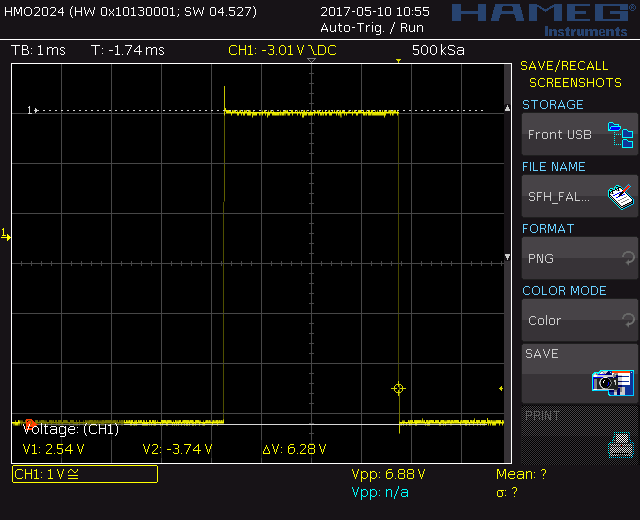 HMO2024 (HW 0x10130001; SW 04.527)
2017-05-10 10:55
HAMEG
Auto-Trig. / Run
Instruments
TB: 1 ms T: -1.74 ms CH1: -3.01 V DC 500 kSa
SAVE/RECALL
SCREENSHOTS
STORAGE
Front USB
FILE NAME
SFH_FAL...
FORMAT
PNG
COLOR MODE
Color
SAVE
PRINT
1
1
Voltage: (CH1)
V1: 2.54 V V2: -3.74 V ΔV: 6.28 V
CH1: 1 V ≅
Vpp: 6.88 V Mean: ?
Vpp: n/a σ: ?